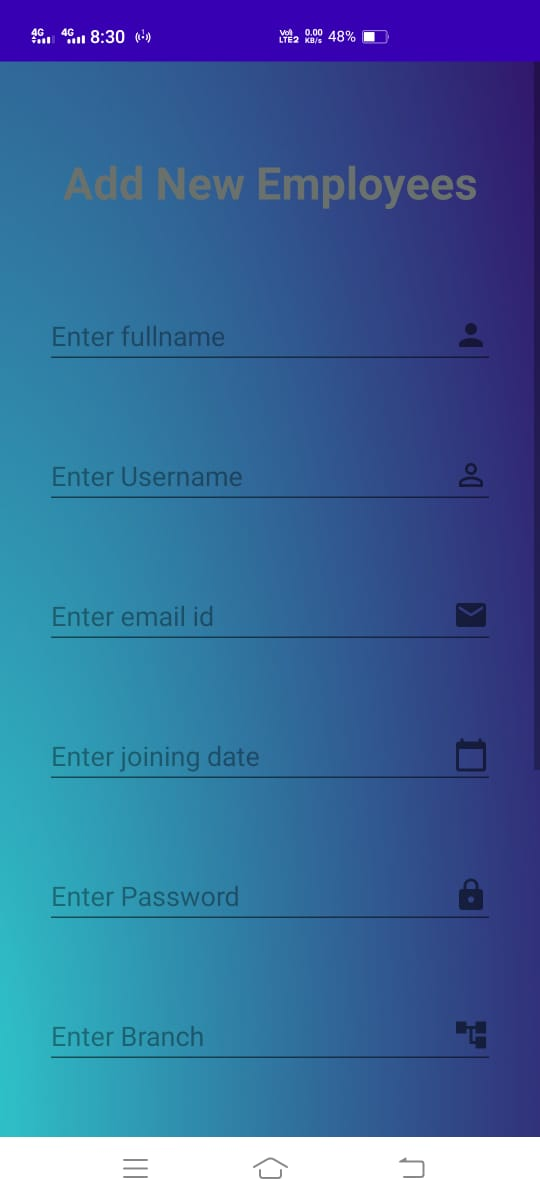 4G 4G 8:30 Vo)) LTE2 0.00 KB/s 48%
Add New Employees
Enter fullname
Enter Username
Enter email id
Enter joining date
Enter Password
Enter Branch